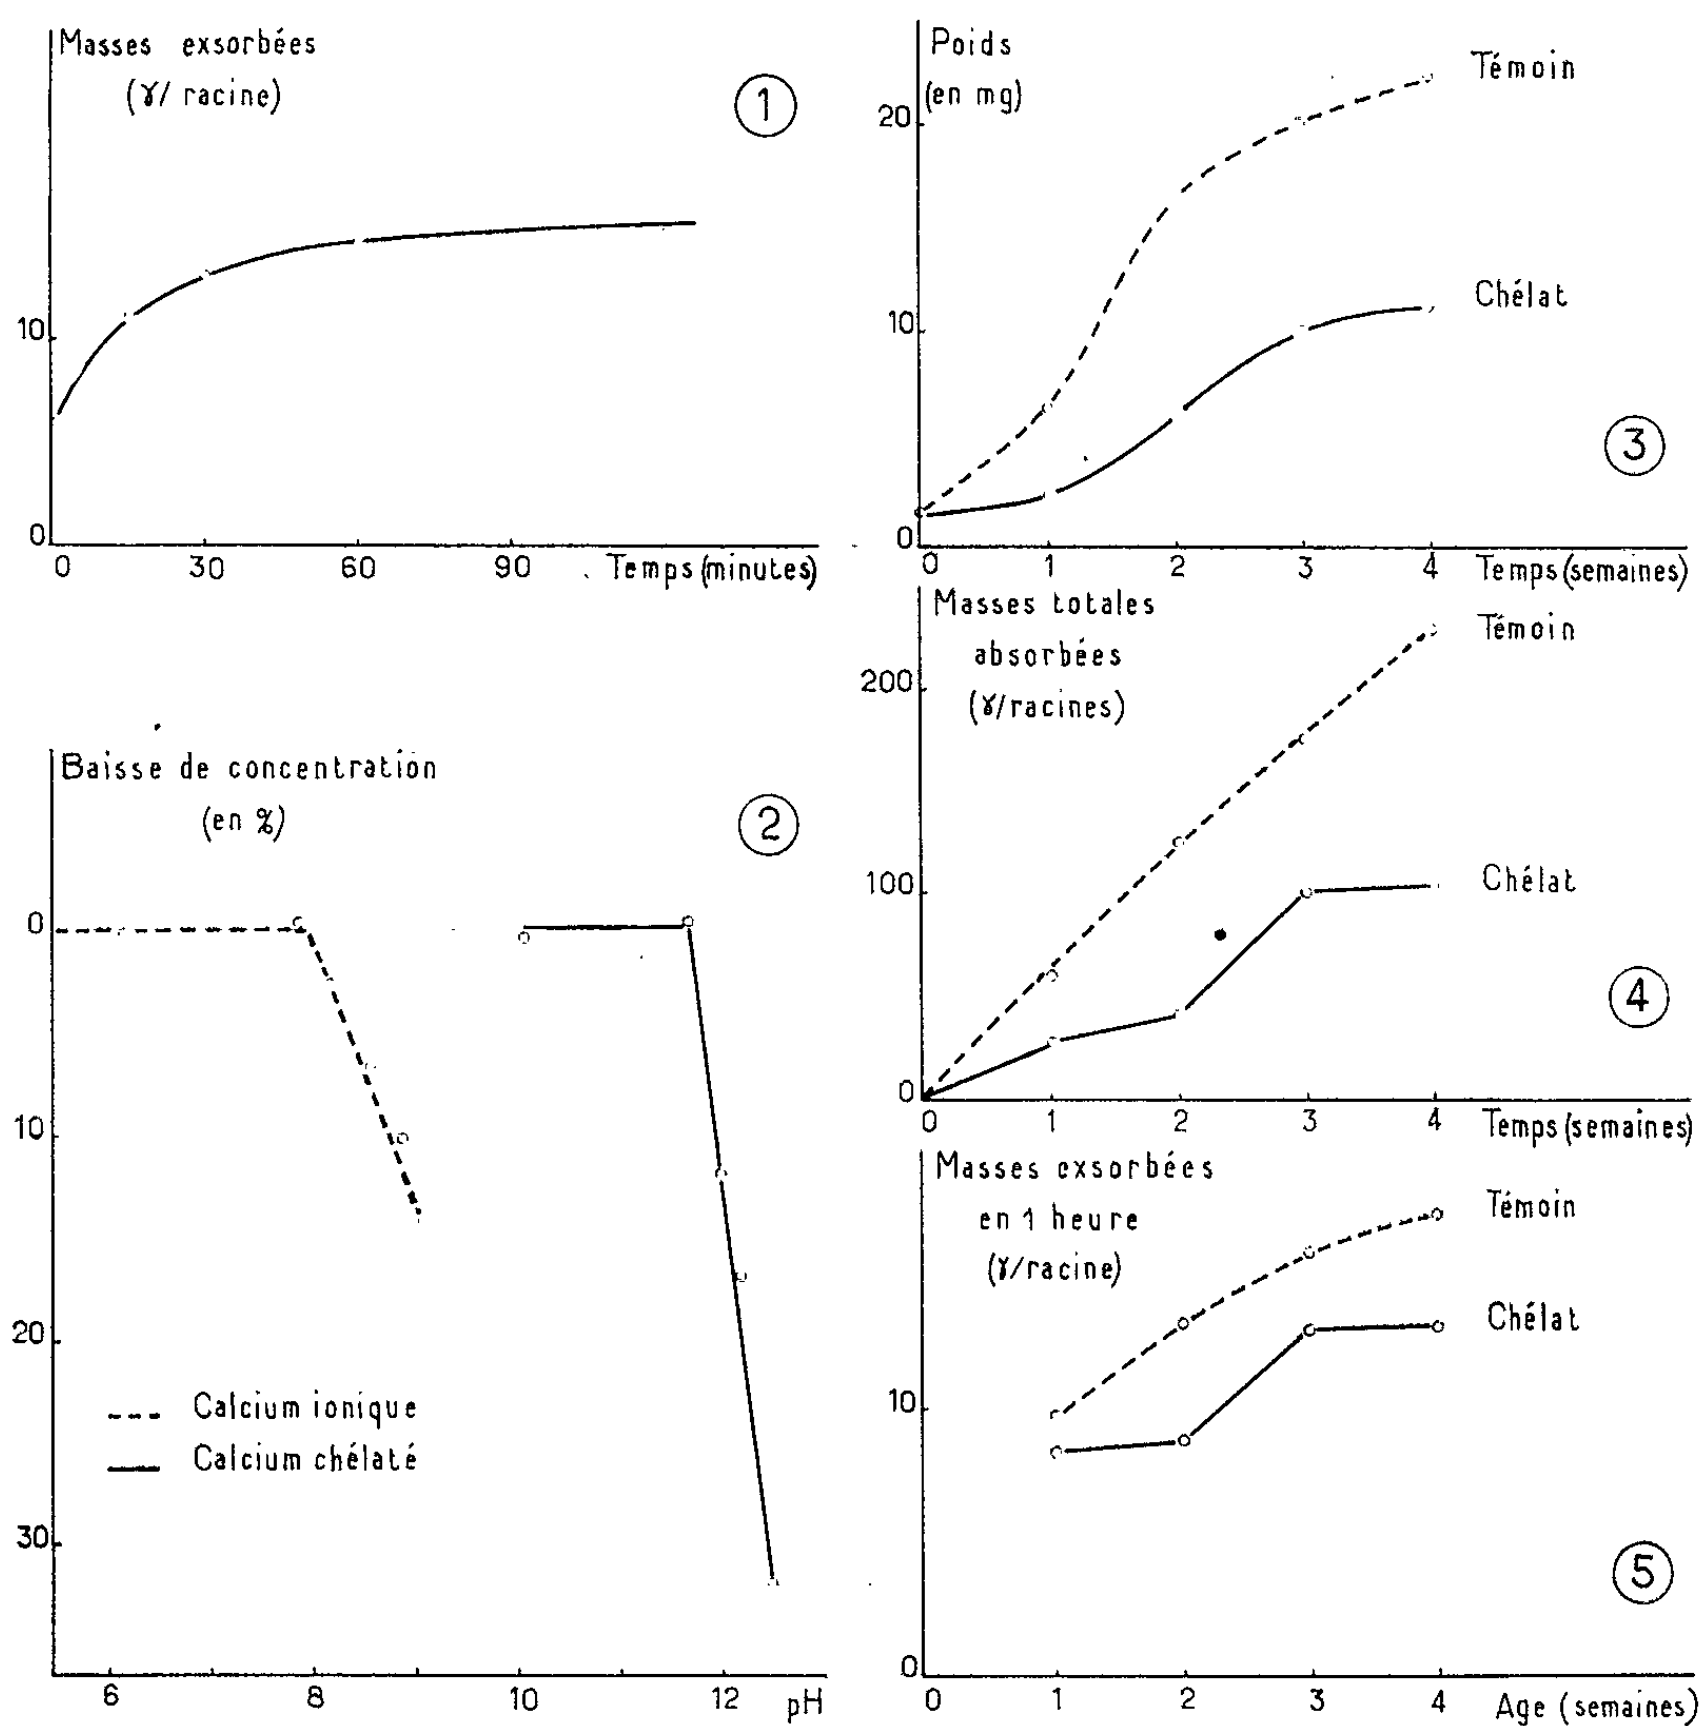 Masses exsorbées
(γ/ racine)
1
10
0
0 30 60 90 Temps (minutes)
Baisse de concentration
(en %)
2
0
10
20
30
Calcium ionique
Calcium chélaté
6 8 10 12 pH
Poids
(en mg)
Témoin
20
Chélat
10
3
0
0 1 2 3 4 Temps (semaines)
Masses totales
absorbées
(γ/racines)
Témoin
200
Chélat
100
4
0
0 1 2 3 4 Temps (semaines)
Masses exsorbées
en 1 heure
(γ/racine)
Témoin
Chélat
10
5
0
0 1 2 3 4 Age (semaines)